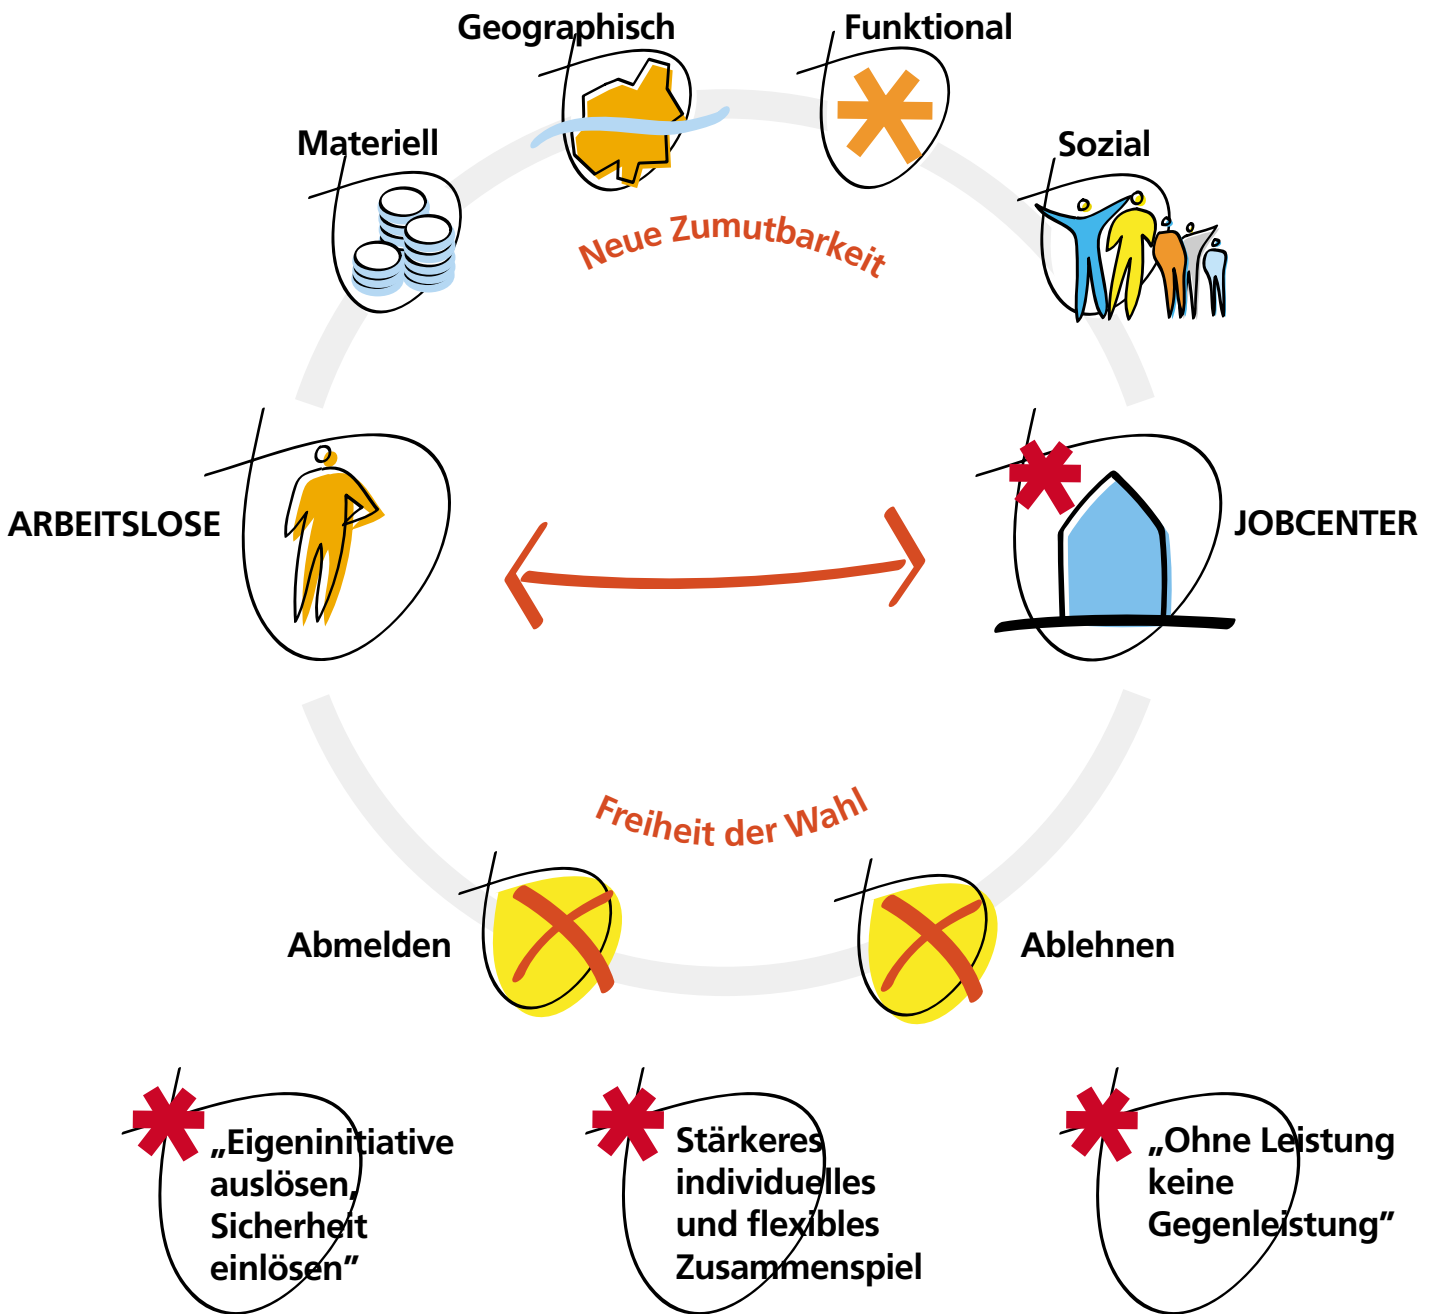 Geographisch
Funktional
Materiell
Sozial
Neue Zumutbarkeit
ARBEITSLOSE
JOBCENTER
Freiheit der Wahl
Abmelden
Ablehnen
„Eigeninitiative
auslösen,
Sicherheit
einlösen”
Stärkeres
individuelles
und flexibles
Zusammenspiel
„Ohne Leistung
keine
Gegenleistung”